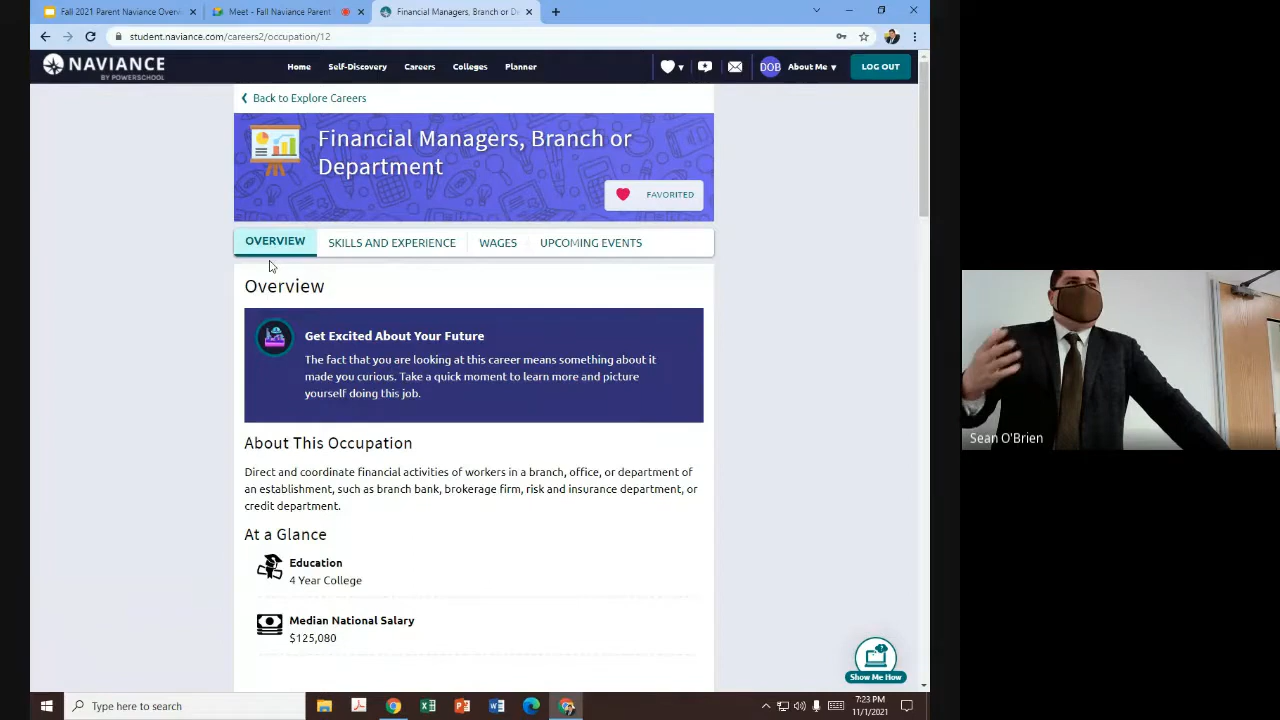 Fall 2021 Parent Naviance Overv
Meet - Fall Naviance Parent
Financial Managers, Branch or De
student.naviance.com/careers2/occupation/12
NAVIANCE
BY POWERSCHOOL
Home
Self-Discovery
Careers
Colleges
Planner
DOB
About Me
LOG OUT
Back to Explore Careers
Financial Managers, Branch or
Department
FAVORITED
OVERVIEW
SKILLS AND EXPERIENCE
WAGES
UPCOMING EVENTS
Overview
Get Excited About Your Future
The fact that you are looking at this career means something about it
made you curious. Take a quick moment to learn more and picture
yourself doing this job.
About This Occupation
Direct and coordinate financial activities of workers in a branch, office, or department of
an establishment, such as branch bank, brokerage firm, risk and insurance department, or
credit department.
At a Glance
Education
4 Year College
Median National Salary
$125,080
Show Me How
Sean O'Brien
Type here to search
7:23 PM
11/1/2021